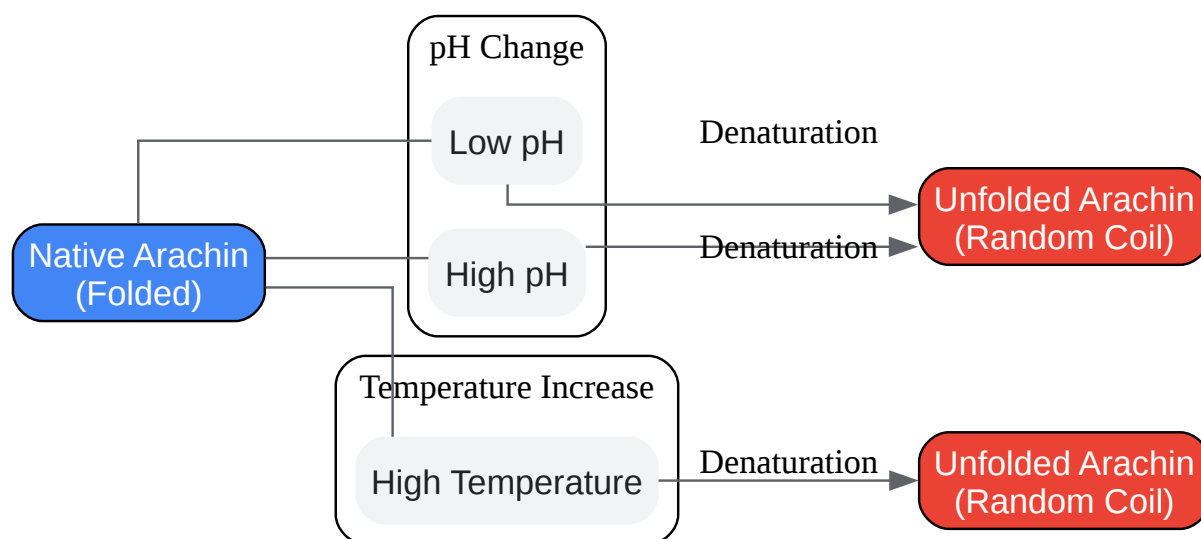 pH Change
Low pH
Denaturation
Native Arachin
(Folded)
High pH
Denaturation
Unfolded Arachin
(Random Coil)
Temperature Increase
High Temperature
Denaturation
Unfolded Arachin
(Random Coil)